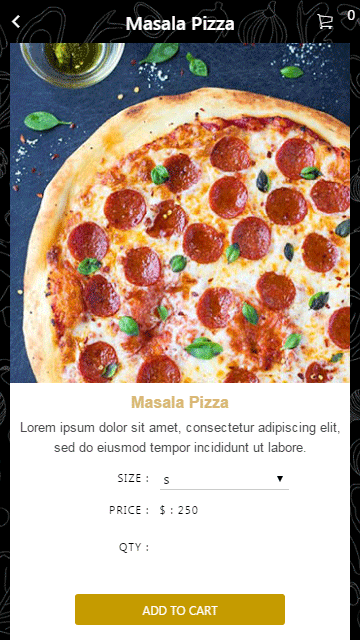 Masala Pizza
0
Masala Pizza
Lorem ipsum dolor sit amet, consectetur adipiscing elit,
sed do eiusmod tempor incididunt ut labore.
SIZE : s
PRICE : $ : 250
QTY :
ADD TO CART